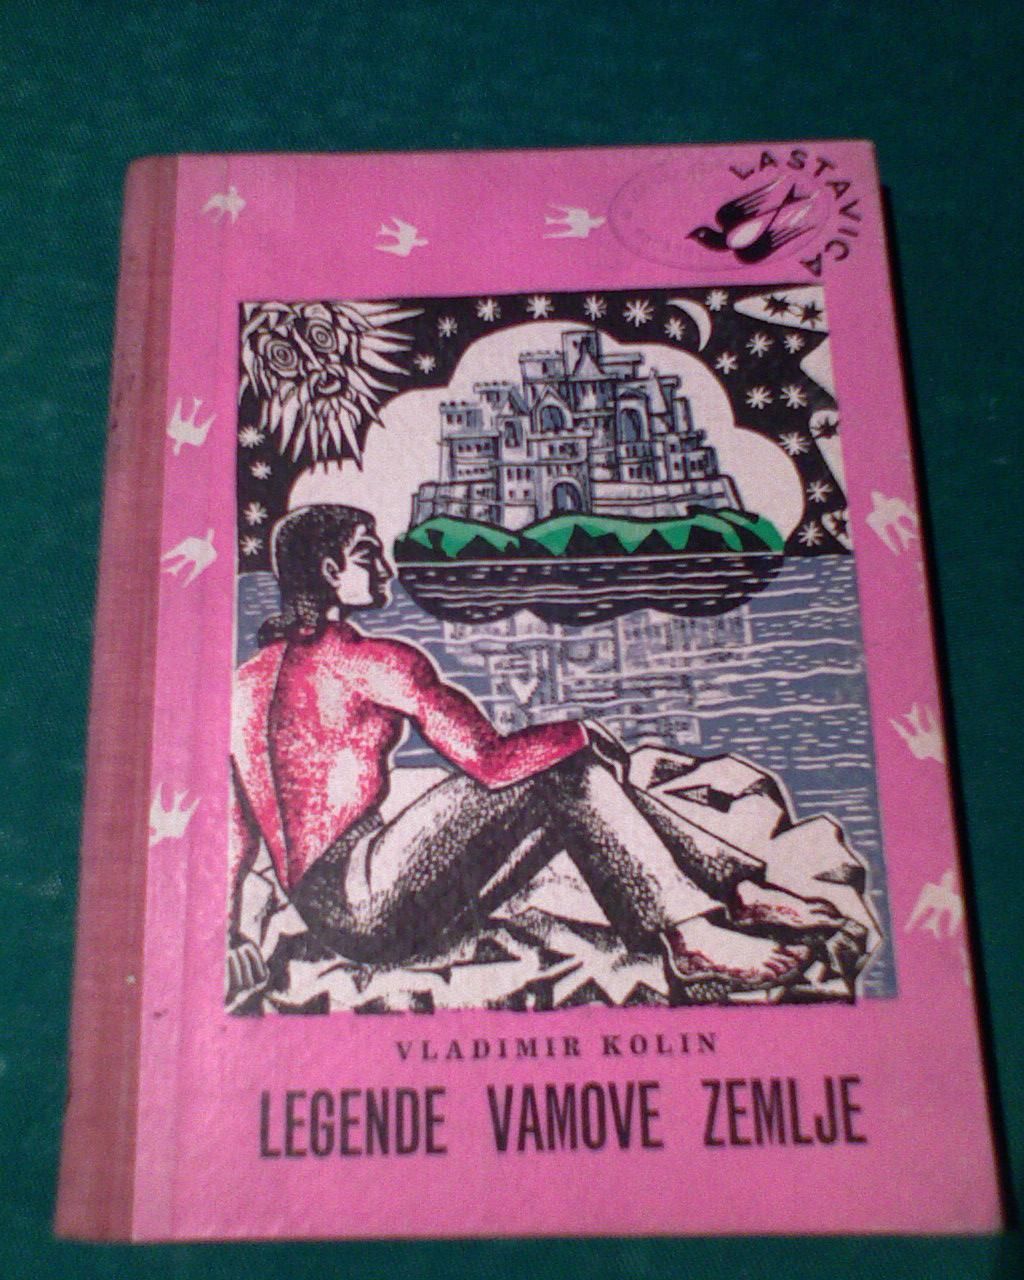 LASTAVICA
VLADIMIR KOLIN
LEGENDE VAMOVE ZEMLJE